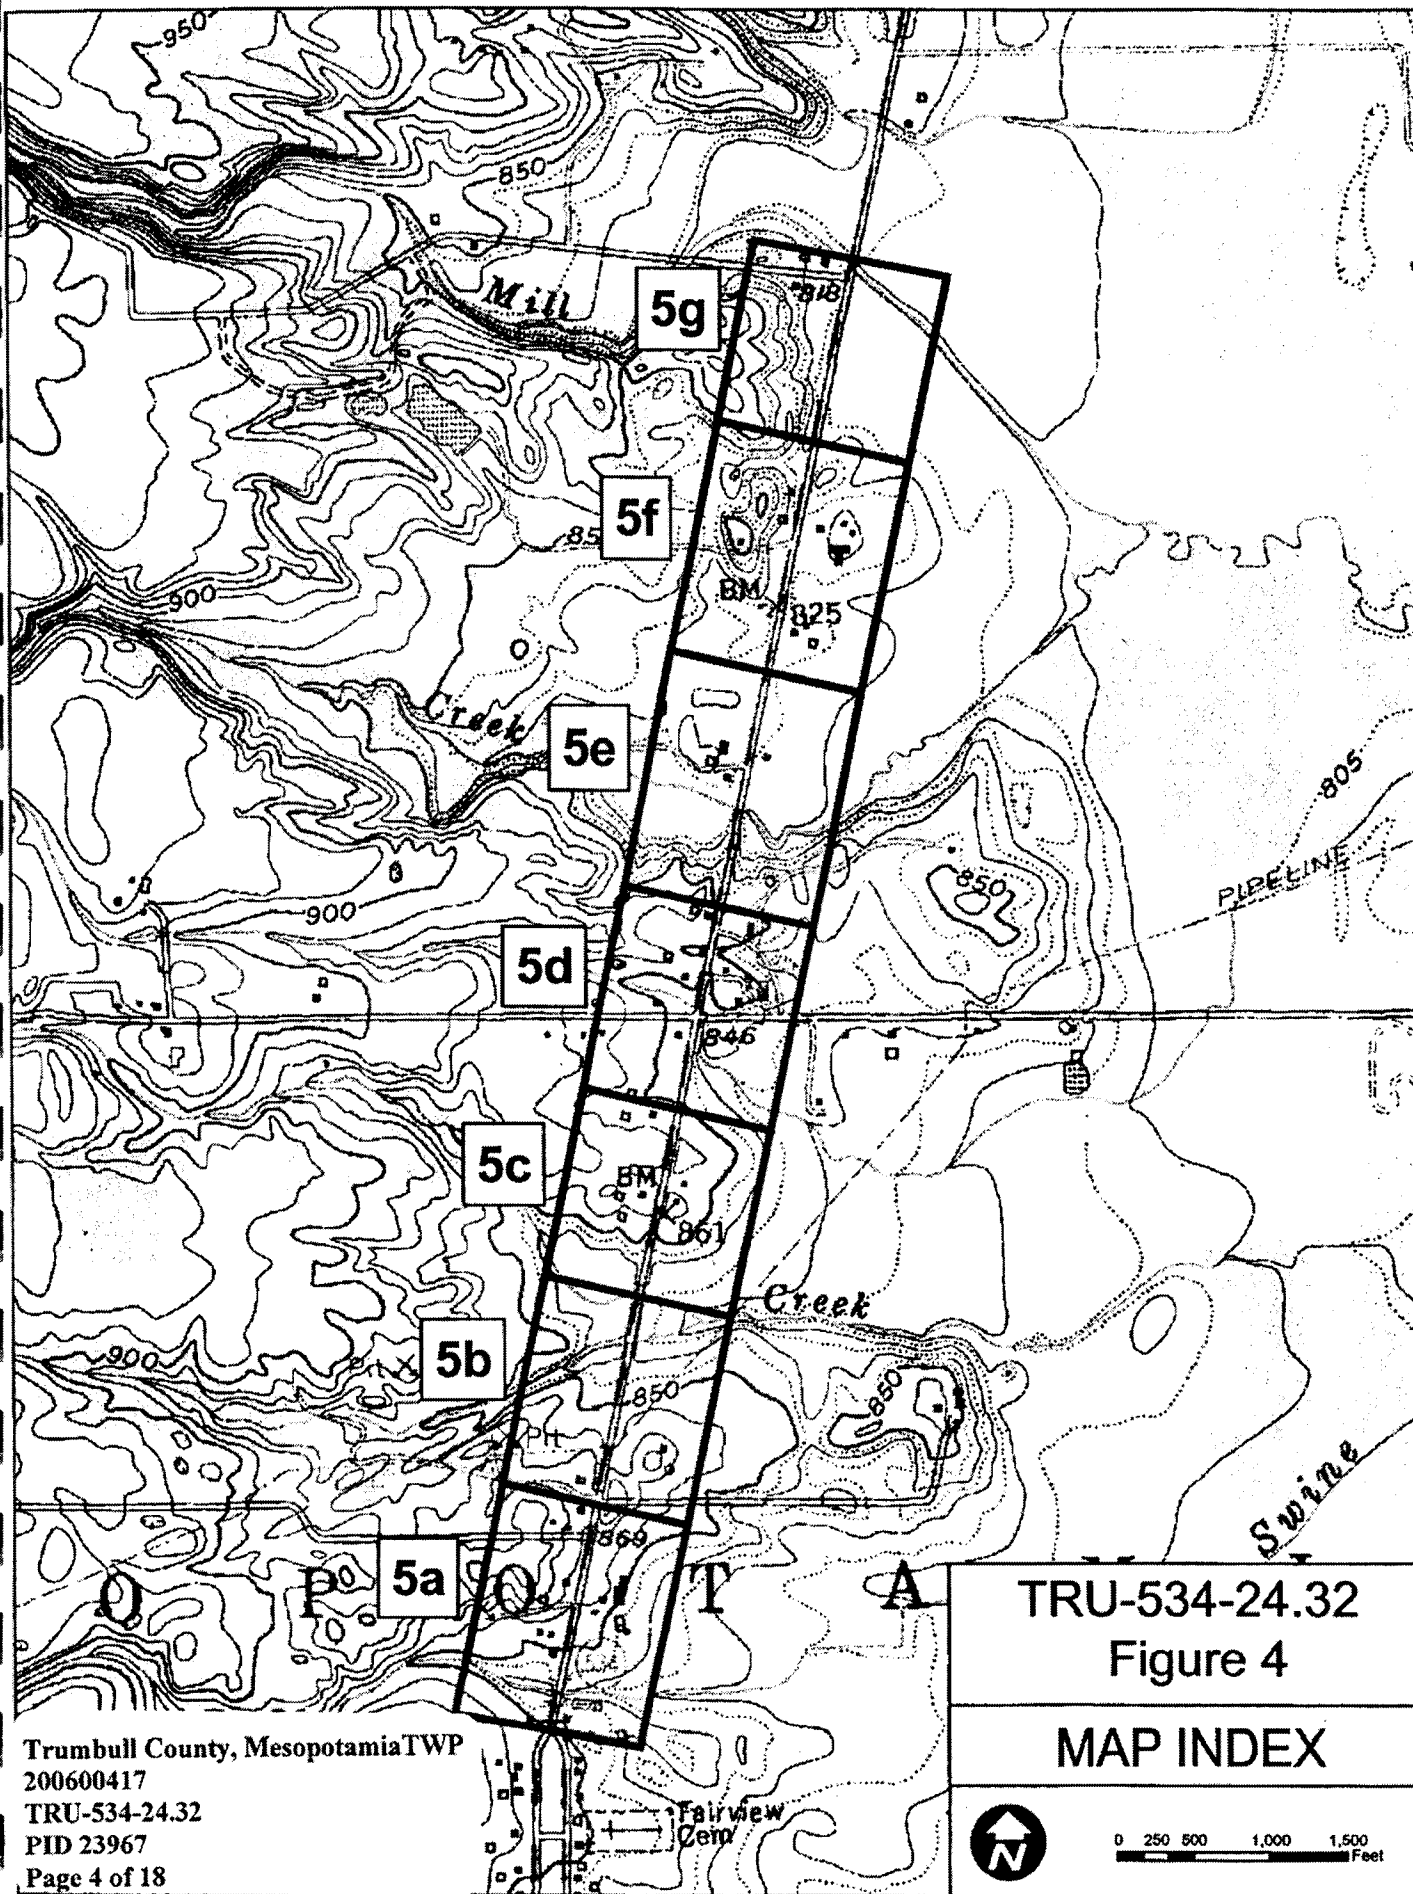 950
850
Mill
5g
818
5f
85
BM
825
900
Creek
5e
805
850
PIPELINE
900
5d
846
5c
BM
861
Creek
900
5b
850
850
Swine
869
5a
O P O T A
TRU-534-24.32
Figure 4
MAP INDEX
Trumbull County, MesopotamiaTWP
200600417
TRU-534-24.32
PID 23967
Page 4 of 18
Fairview
Cem
N
0 250 500 1,000 1,500
Feet